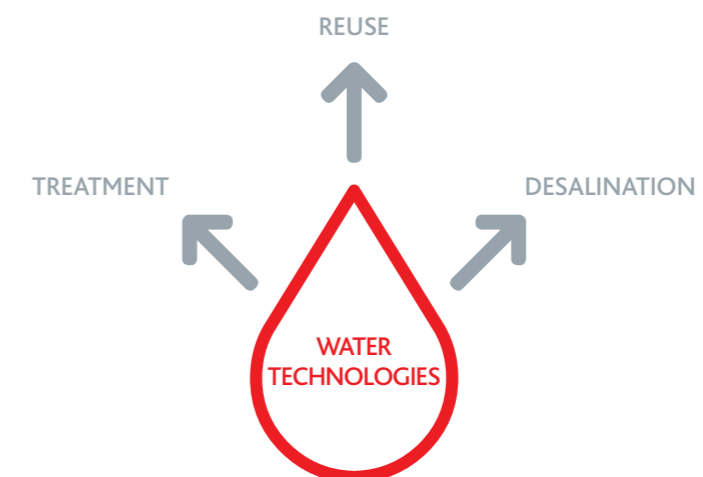 REUSE
TREATMENT
DESALINATION
WATER
TECHNOLOGIES